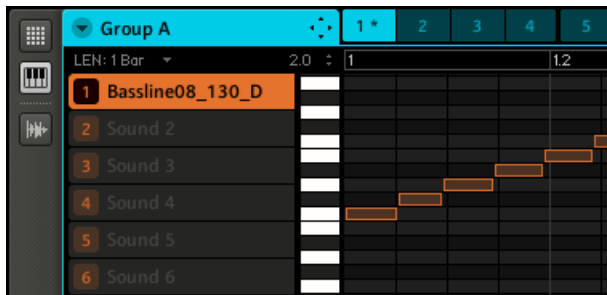 Group A 1 * 2 3 4 5
LEN: 1 Bar 2.0 1 1.2
1 Bassline08_130_D
2 Sound 2
3 Sound 3
4 Sound 4
5 Sound 5
6 Sound 6